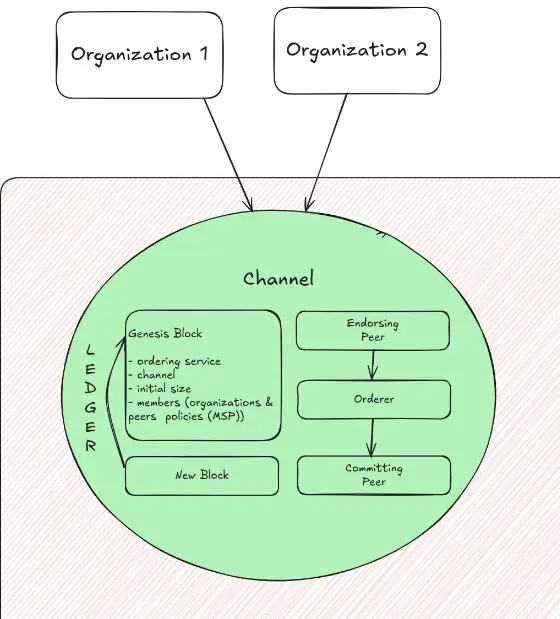 Organization 1
Organization 2
Channel
LEDGER
Genesis Block
- ordering service
- channel
- initial size
- members (organizations &
peers policies (MSP))
New Block
Endorsing
Peer
Orderer
Committing
Peer